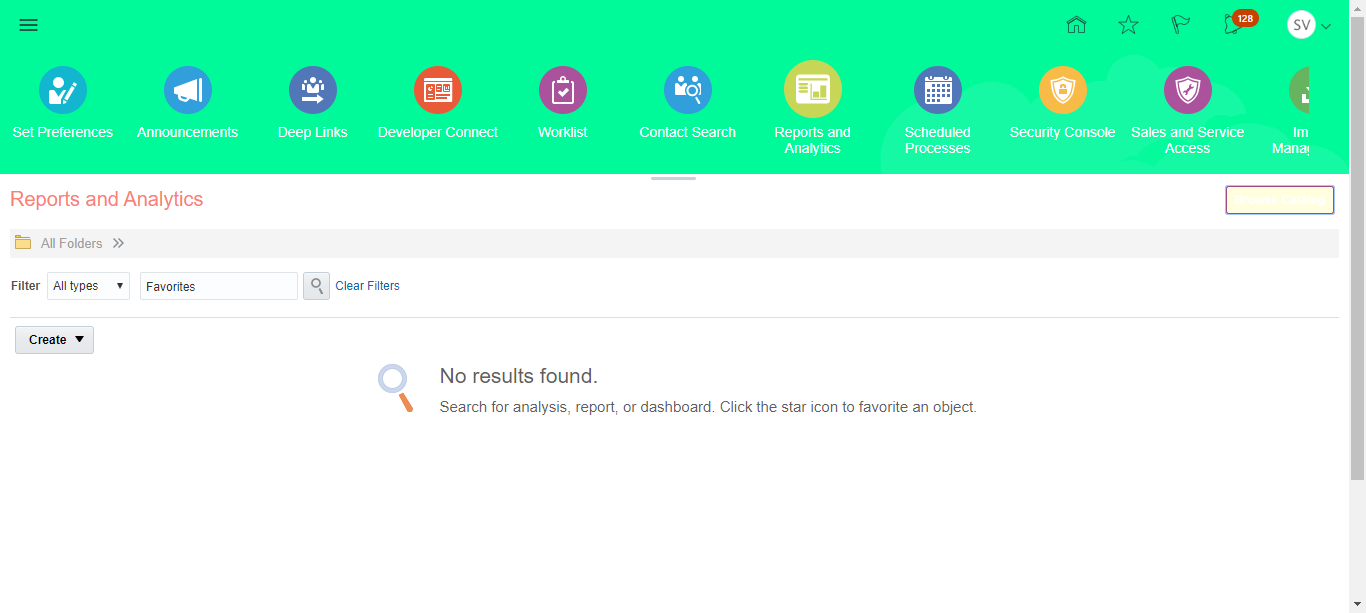 128
SV
Set Preferences
Announcements
Deep Links
Developer Connect
Worklist
Contact Search
Reports and
Analytics
Scheduled
Processes
Security Console
Sales and Service
Access
Im
Manag
Reports and Analytics
All Folders
Filter All types Favorites Clear Filters
Create
No results found.
Search for analysis, report, or dashboard. Click the star icon to favorite an object.